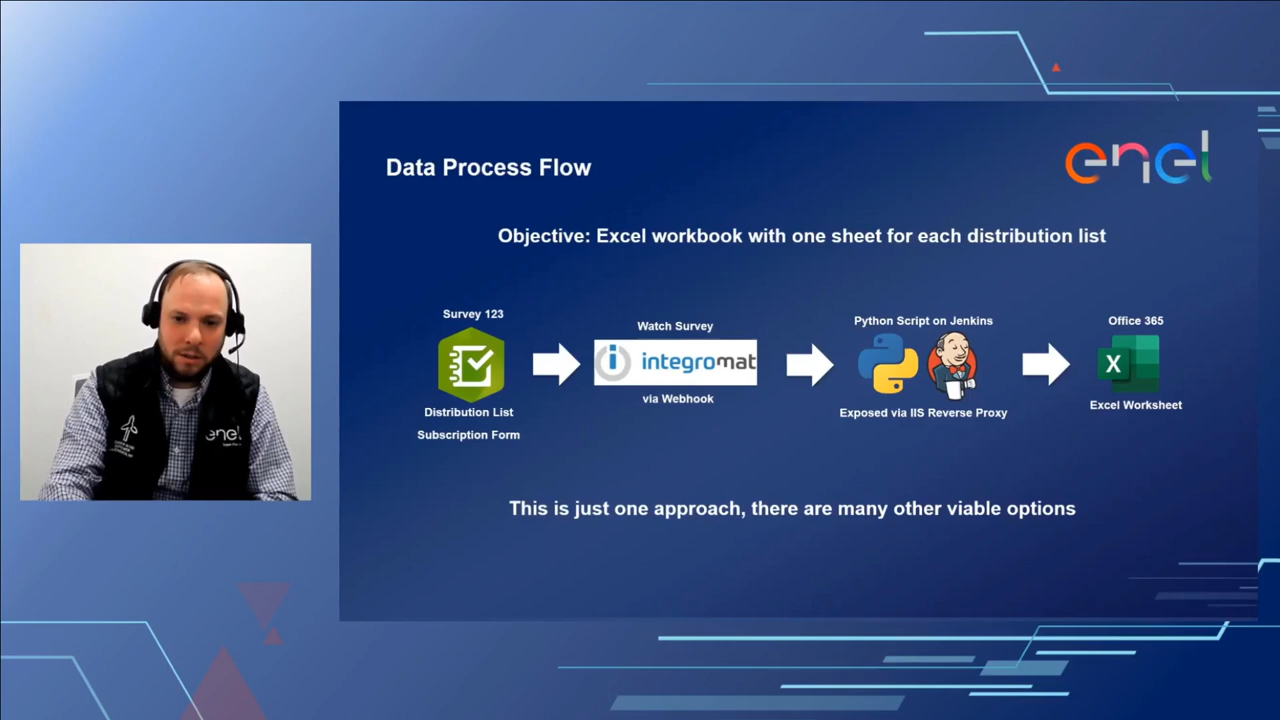 enel
Data Process Flow
Objective: Excel workbook with one sheet for each distribution list
Survey 123
Distribution List
Subscription Form
Watch Survey
integromat
via Webhook
Python Script on Jenkins
Exposed via IIS Reverse Proxy
Office 365
X
Excel Worksheet
This is just one approach, there are many other viable options
enel